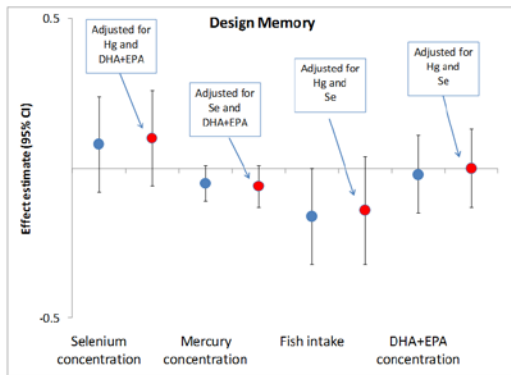 Design Memory
0.5
Adjusted for
Hg and
DHA+EPA
Adjusted for
Se and
DHA+EPA
Adjusted for
Hg and
Se
Adjusted for
Hg and
Se
Effect estimate (95% CI)
-0.5
Selenium
concentration
Mercury
concentration
Fish intake
DHA+EPA
concentration